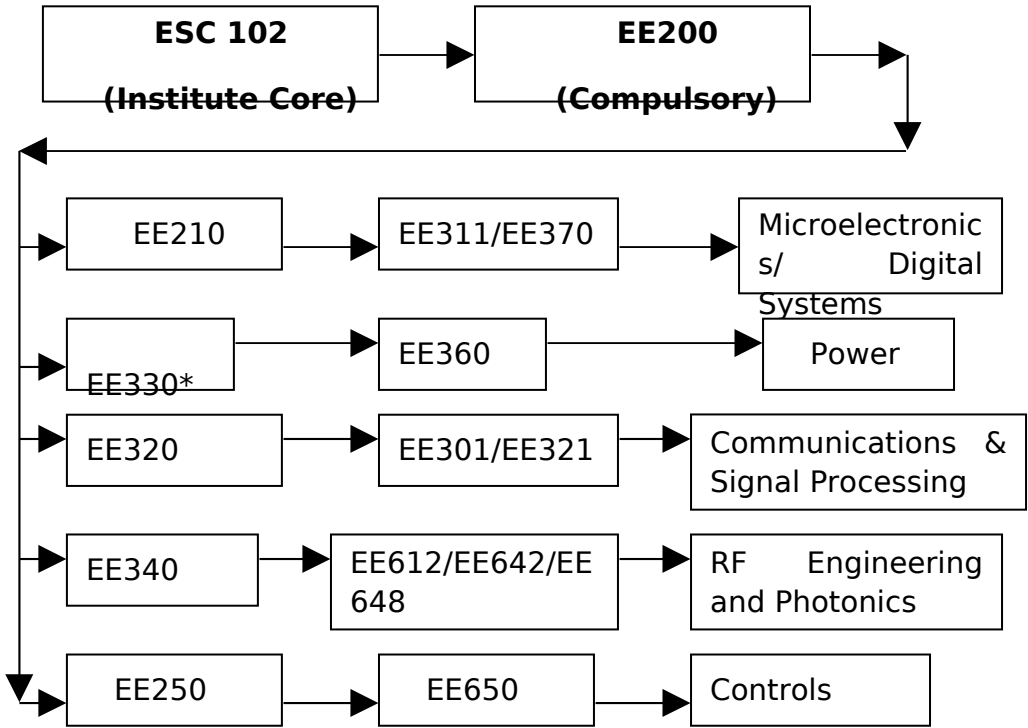 ESC 102
(Institute Core)
EE200
(Compulsory)
EE210
EE311/EE370
Microelectronic
s/ Digital
Systems
EE330*
EE360
Power
EE320
EE301/EE321
Communications &
Signal Processing
EE340
EE612/EE642/EE
648
RF Engineering
and Photonics
EE250
EE650
Controls